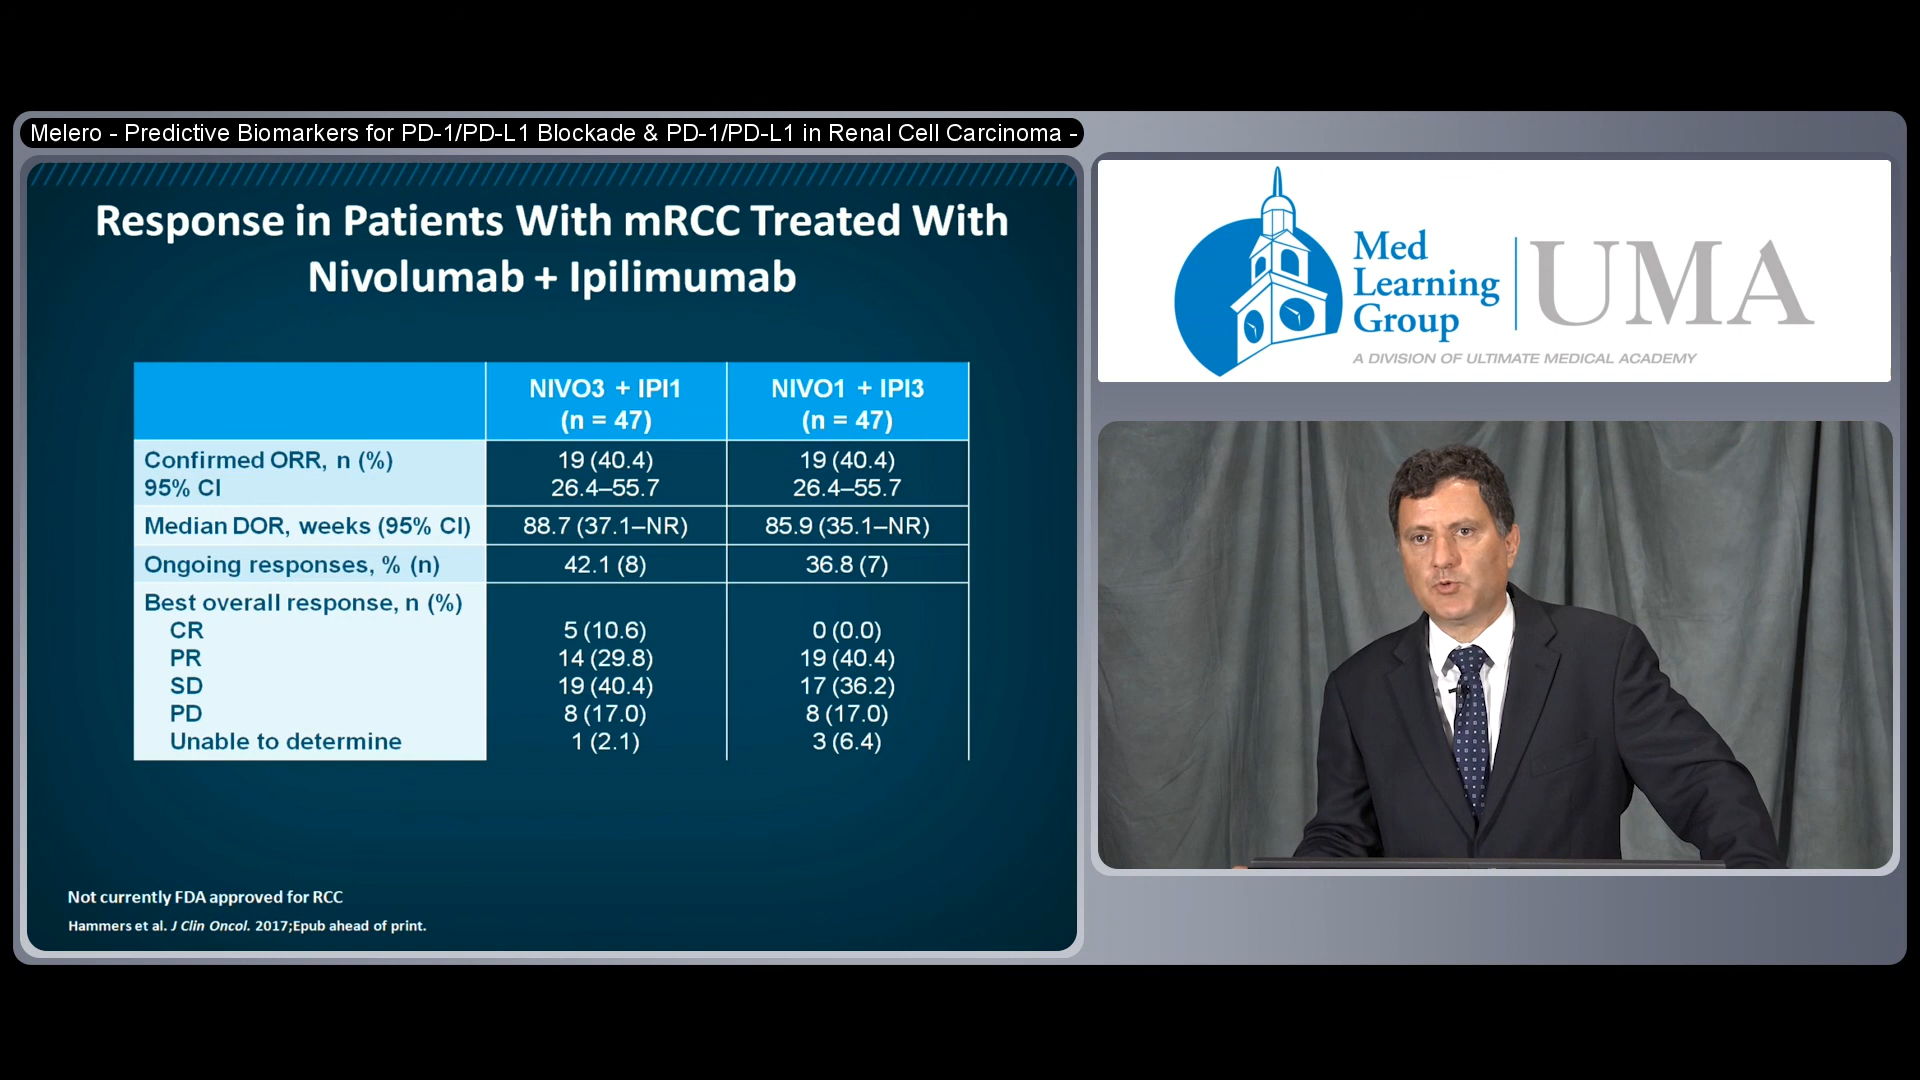 Melero - Predictive Biomarkers for PD-1/PD-L1 Blockade & PD-1/PD-L1 in Renal Cell Carcinoma -
Response in Patients With mRCC Treated With
Nivolumab + Ipilimumab
NIVO3 + IPI1
(n = 47)
NIVO1 + IPI3
(n = 47)
Confirmed ORR, n (%) 19 (40.4) 19 (40.4)
95% CI 26.4–55.7 26.4–55.7
Median DOR, weeks (95% CI) 88.7 (37.1–NR) 85.9 (35.1–NR)
Ongoing responses, % (n) 42.1 (8) 36.8 (7)
Best overall response, n (%)
CR 5 (10.6) 0 (0.0)
PR 14 (29.8) 19 (40.4)
SD 19 (40.4) 17 (36.2)
PD 8 (17.0) 8 (17.0)
Unable to determine 1 (2.1) 3 (6.4)
Not currently FDA approved for RCC
Hammers et al. J Clin Oncol. 2017;Epub ahead of print.
Med
Learning
Group
UMA
A DIVISION OF ULTIMATE MEDICAL ACADEMY